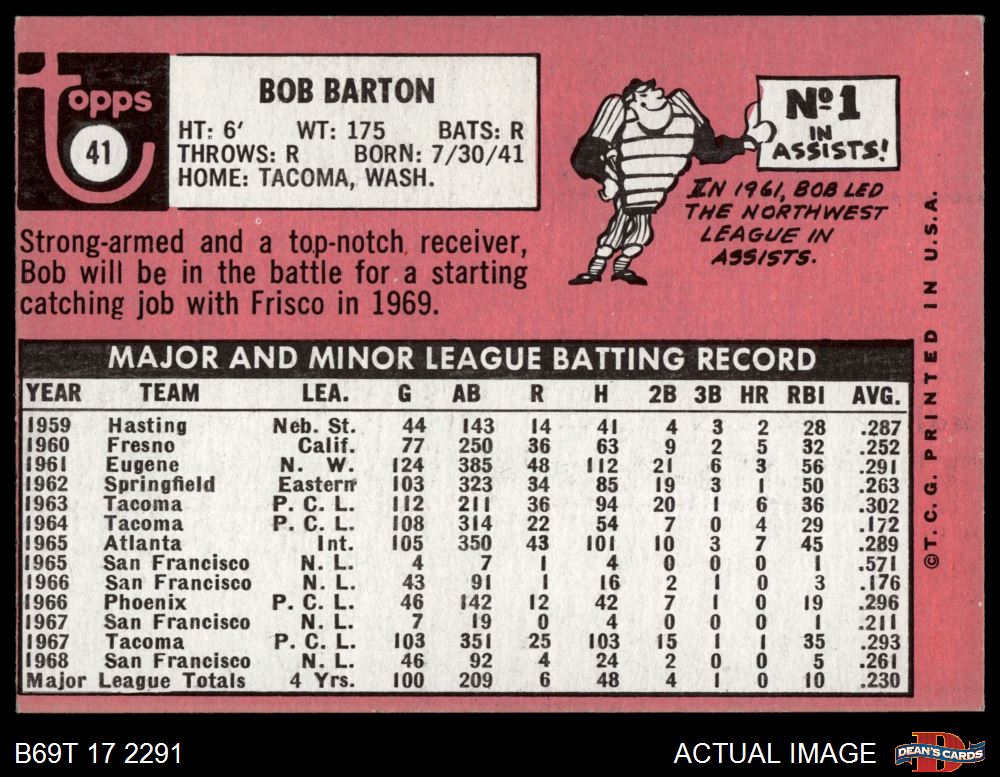 topps
41
BOB BARTON
HT: 6' WT: 175 BATS: R
THROWS: R BORN: 7/30/41
HOME: TACOMA, WASH.
Nº1
IN
ASSISTS!
IN 1961, BOB LED
THE NORTHWEST
LEAGUE IN
ASSISTS.
Strong-armed and a top-notch receiver,
Bob will be in the battle for a starting
catching job with Frisco in 1969.
MAJOR AND MINOR LEAGUE BATTING RECORD
YEAR TEAM LEA. G AB R H 2B 3B HR RBI AVG.
1959 Hasting Neb. St. 44 143 14 41 4 3 2 28 .287
1960 Fresno Calif. 77 250 36 63 9 2 5 32 .252
1961 Eugene N. W. 124 385 48 112 21 6 3 56 .291
1962 Springfield Eastern 103 323 34 85 19 3 1 50 .263
1963 Tacoma P. C. L. 112 211 36 94 20 1 6 36 .302
1964 Tacoma P. C. L. 108 314 22 54 7 0 4 29 .172
1965 Atlanta Int. 105 350 43 101 10 3 7 45 .289
1965 San Francisco N. L. 4 7 1 4 0 0 0 1 .571
1966 San Francisco N. L. 43 91 1 16 2 1 0 3 .176
1966 Phoenix P. C. L. 46 142 12 42 7 1 0 19 .296
1967 San Francisco N. L. 7 19 0 4 0 0 0 1 .211
1967 Tacoma P. C. L. 103 351 25 103 15 1 1 35 .293
1968 San Francisco N. L. 46 92 4 24 2 0 0 5 .261
Major League Totals 4 Yrs. 100 209 6 48 4 1 0 10 .230
©T.C.G. PRINTED IN U.S.A.
B69T 17 2291
ACTUAL IMAGE
DEAN'S CARDS